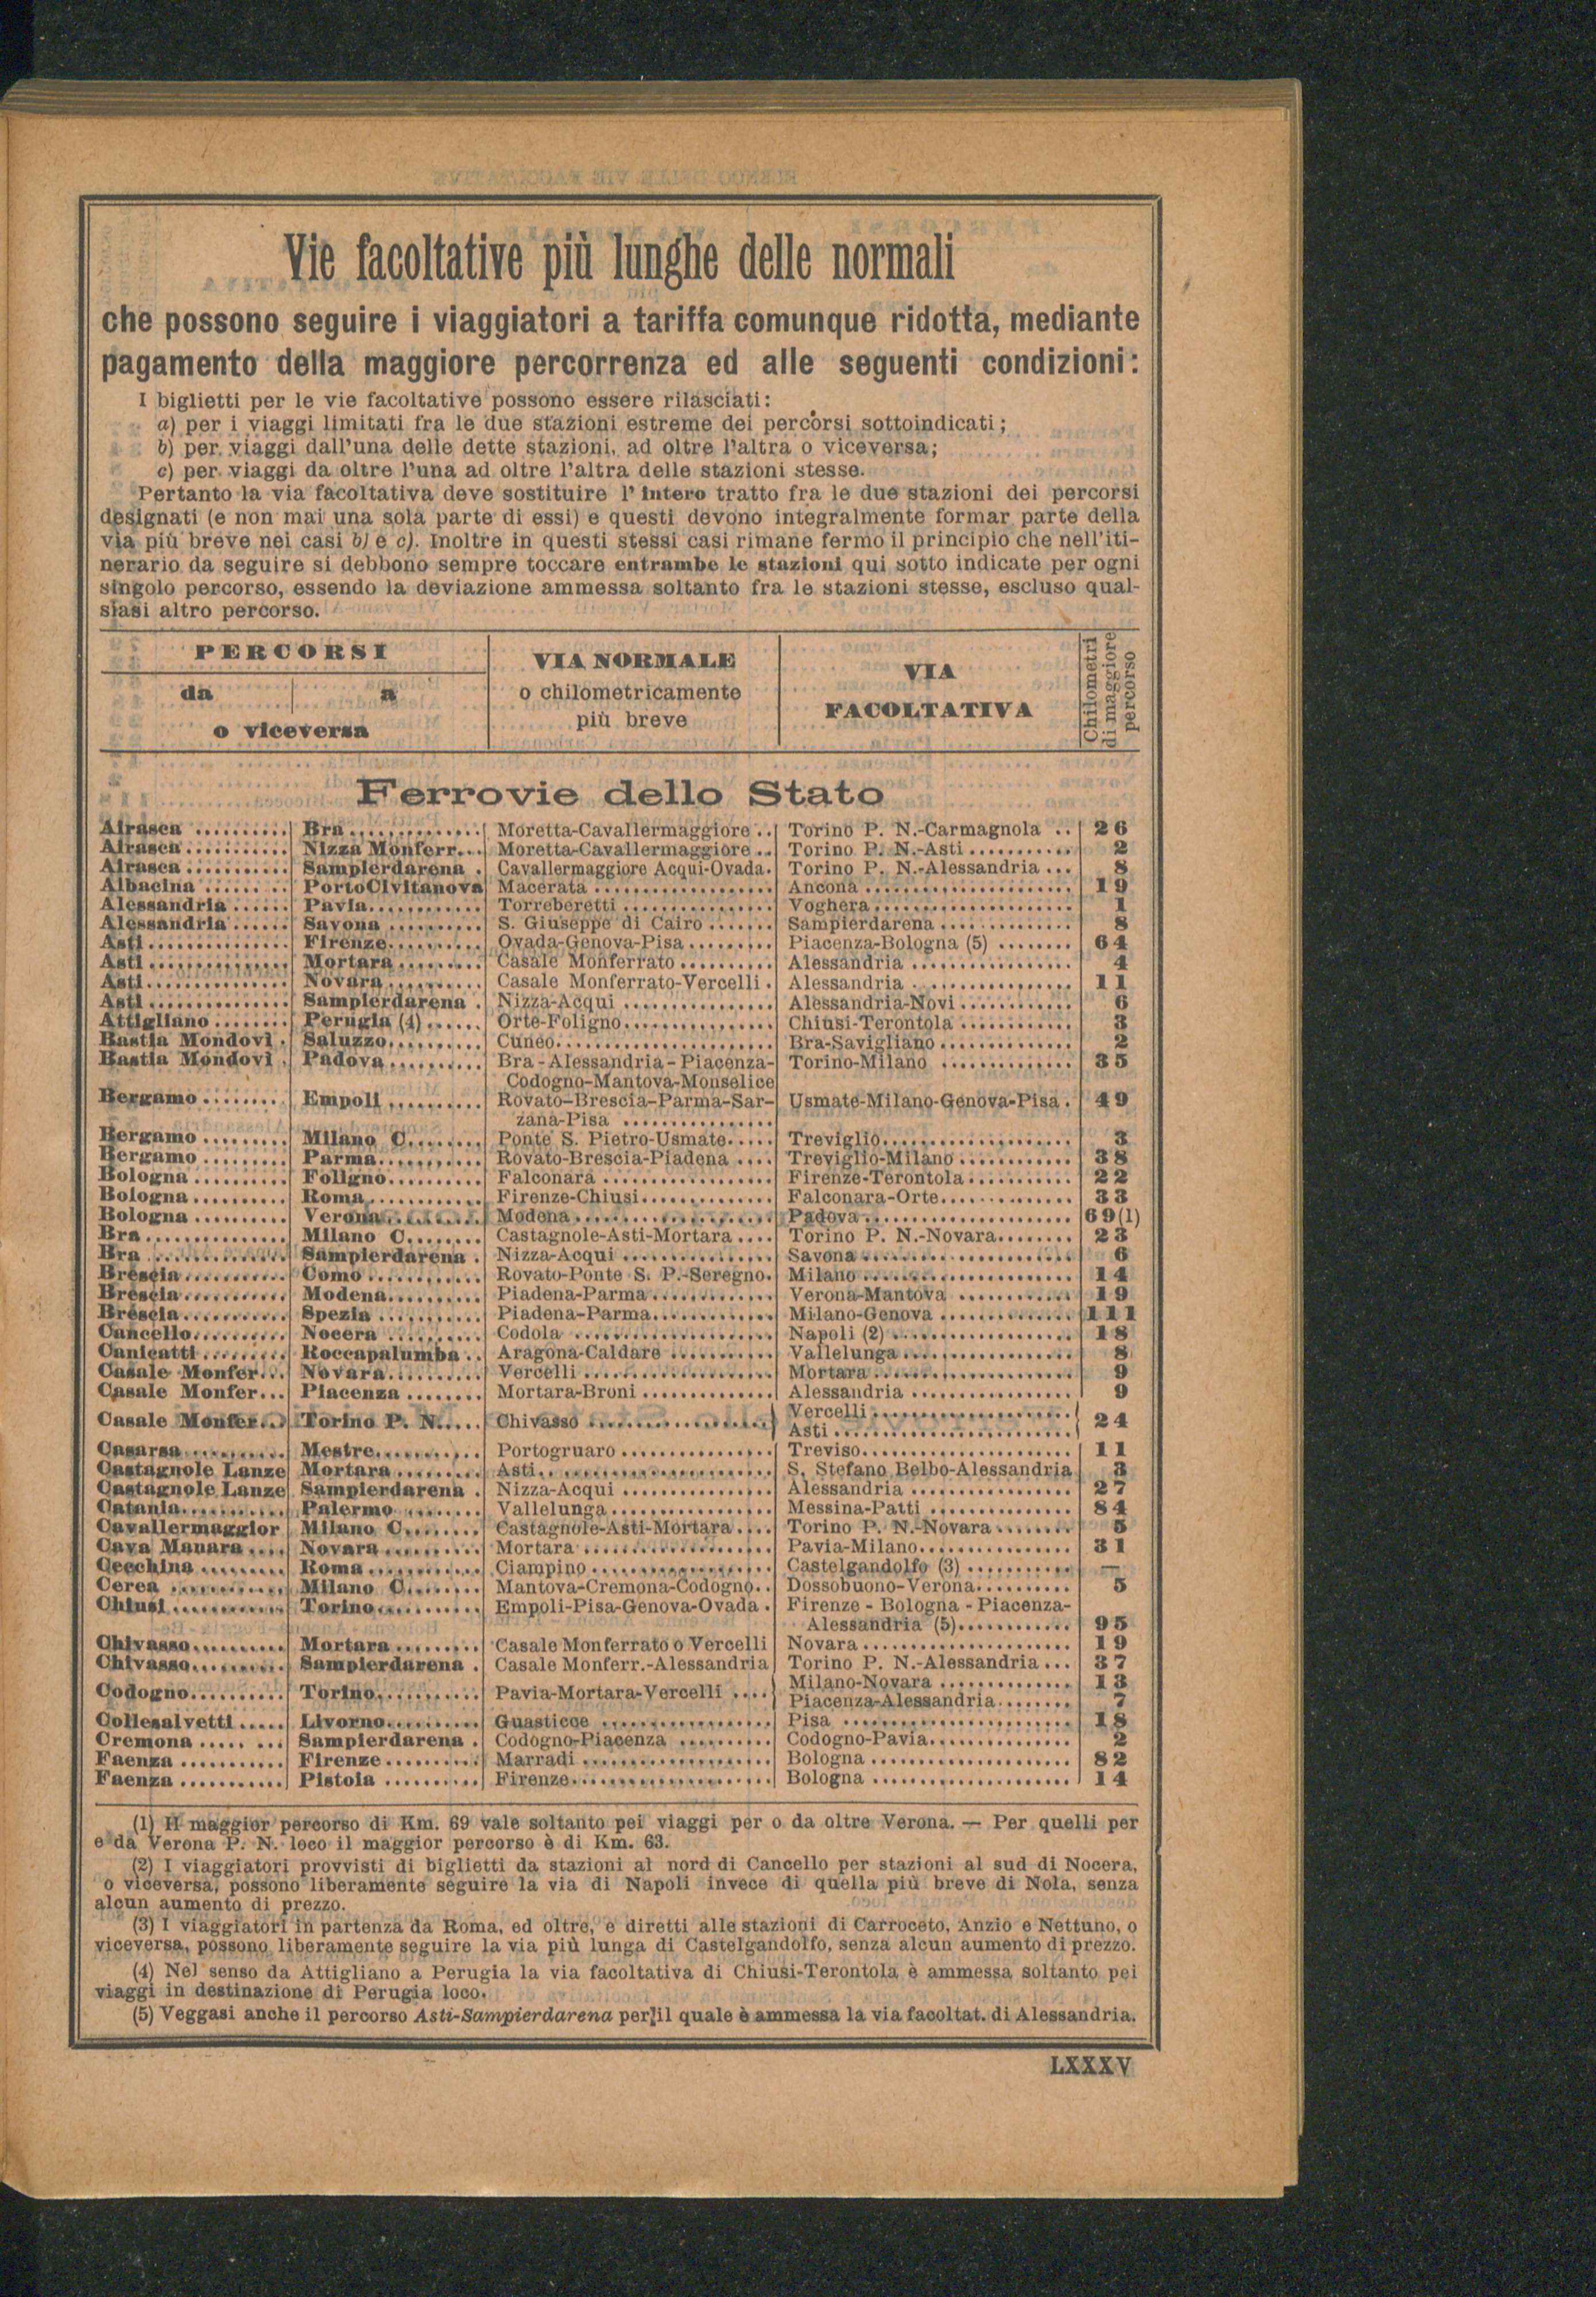 Vie facoltative più lunghe delle normali
che possono seguire i viaggiatori a tariffa comunque ridotta, mediante
pagamento della maggiore percorrenza ed alle seguenti condizioni:
I biglietti per le vie facoltative possono essere rilasciati:
a) per i viaggi limitati fra le due stazioni estreme dei percorsi sottoindicati;
b) per viaggi dall'una delle dette stazioni, ad oltre l'altra o viceversa;
c) per viaggi da oltre l'una ad oltre l'altra delle stazioni stesse.
Pertanto la via facoltativa deve sostituire l'intero tratto fra le due stazioni dei percorsi
designati (e non mai una sola parte di essi) e questi devono integralmente formar parte della
via più breve nei casi b) e c). Inoltre in questi stessi casi rimane fermo il principio che nell'iti-
nerario da seguire si debbono sempre toccare entrambe le stazioni qui sotto indicate per ogni
singolo percorso, essendo la deviazione ammessa soltanto fra le stazioni stesse, escluso qual-
siasi altro percorso.
PERCORSI
da a
o viceversa
VIA NORMALE
o chilometricamente
più breve
VIA
FACOLTATIVA
Chilometri
di maggiore
percorso
Ferrovie dello Stato
Airasca .......... Bra.............. Moretta-Cavallermaggiore .. Torino P. N.-Carmagnola .. 26
Airasca........... Nizza Monferr... Moretta-Cavallermaggiore .. Torino P. N.-Asti ........... 2
Airasca........... Sampierdarena . Cavallermaggiore Acqui-Ovada. Torino P. N.-Alessandria ... 8
Albacina ......... PortoCivitanova Macerata ................... Ancona ...................... 19
Alessandria ...... Pavia............ Torreberetti ................ Voghera ..................... 1
Alessandria ...... Savona .......... S. Giuseppe di Cairo ....... Sampierdarena .............. 8
Asti ............... Firenze.......... Ovada-Genova-Pisa......... Piacenza-Bologna (5) ........ 64
Asti ............... Mortara ......... Casale Monferrato .......... Alessandria ................. 4
Asti ............... Novara .......... Casale Monferrato-Vercelli . Alessandria ................. 11
Asti ............... Sampierdarena . Nizza-Acqui ................ Alessandria-Novi ............ 6
Attigliano ........ Perugia (4) ...... Orte-Foligno................ Chiusi-Terontola ............ 3
Bastia Mondovì . Saluzzo.......... Cuneo....................... Bra-Savigliano .............. 2
Bastia Mondovì . Padova.......... Bra-Alessandria-Piacenza- Torino-Milano .............. 35
Codogno-Mantova-Monselice
Bergamo ........ Empoli .......... Rovato-Brescia-Parma-Sar- Usmate-Milano-Genova-Pisa . 49
zana-Pisa ................
Bergamo ......... Milano C........ Ponte S. Pietro-Usmate..... Treviglio.................... 3
Bergamo ......... Parma........... Rovato-Brescia-Piadena .... Treviglio-Milano ............ 38
Bologna .......... Foligno.......... Falconara .................. Firenze-Terontola ........... 22
Bologna .......... Roma ............ Firenze-Chiusi.............. Falconara-Orte.............. 33
Bologna .......... Verona.......... Modena..................... Padova ...................... 69(1)
Bra............... Milano C........ Castagnole-Asti-Mortara .... Torino P. N.-Novara........ 23
Bra ............... Sampierdarena . Nizza-Acqui ................ Savona ...................... 6
Brescia........... Como ............ Rovato-Ponte S. P.-Seregno. Milano ...................... 14
Brescia........... Modena.......... Piadena-Parma ............. Verona-Mantova ............ 19
Brescia........... Spezia ........... Piadena-Parma............. Milano-Genova .............. 111
Cancello.......... Nocera .......... Codola ..................... Napoli (2) ................... 18
Canicattì ......... Roccapalumba .. Aragona-Caldare ........... Vallelunga .................. 8
Casale Monfer... Novara.......... Vercelli .................... Mortara ..................... 9
Casale Monfer... Piacenza ........ Mortara-Broni .............. Alessandria ................. 9
Casale Monfer... Torino P. N..... Chivasso ................... Vercelli ..................... 24
Asti .........................
Casarsa .......... Mestre........... Portogruaro ................ Treviso...................... 11
Castagnole Lanze Mortara ......... Asti......................... S. Stefano Belbo-Alessandria 3
Castagnole Lanze Sampierdarena . Nizza-Acqui ................ Alessandria ................. 27
Catania........... Palermo ......... Vallelunga................. Messina-Patti ............... 84
Cavallermaggior Milano C........ Castagnole-Asti-Mortara .... Torino P. N.-Novara........ 5
Cava Manara .... Novara .......... Mortara .................... Pavia-Milano................ 31
Cecchina ......... Roma ............ Ciampino ................... Castelgandolfo (3) ........... —
Cerea ............ Milano C........ Mantova-Cremona-Codogno.. Dossobuono-Verona.......... 5
Chiusi ............ Torino........... Empoli-Pisa-Genova-Ovada . Firenze - Bologna - Piacenza-
Alessandria (5)............ 95
Chivasso.......... Mortara ......... Casale Monferrato o Vercelli Novara ...................... 19
Chivasso.......... Sampierdarena . Casale Monferr.-Alessandria Torino P. N.-Alessandria ... 37
Codogno.......... Torino........... Pavia-Mortara-Vercelli .... Milano-Novara .............. 13
Piacenza-Alessandria........ 7
Collesalvetti ..... Livorno.......... Guasticce .................. Pisa ........................ 18
Cremona ..... ... Sampierdarena . Codogno-Piacenza .......... Codogno-Pavia............... 2
Faenza ........... Firenze .......... Marradi .................... Bologna ..................... 82
Faenza ........... Pistoia .......... Firenze..................... Bologna ..................... 14
(1) Il maggior percorso di Km. 69 vale soltanto pei viaggi per o da oltre Verona. — Per quelli per
e da Verona P. N. loco il maggior percorso è di Km. 63.
(2) I viaggiatori provvisti di biglietti da stazioni al nord di Cancello per stazioni al sud di Nocera,
o viceversa, possono liberamente seguire la via di Napoli invece di quella più breve di Nola, senza
alcun aumento di prezzo.
(3) I viaggiatori in partenza da Roma, ed oltre, e diretti alle stazioni di Carroceto, Anzio e Nettuno, o
viceversa, possono liberamente seguire la via più lunga di Castelgandolfo, senza alcun aumento di prezzo.
(4) Nel senso da Attigliano a Perugia la via facoltativa di Chiusi-Terontola è ammessa soltanto pei
viaggi in destinazione di Perugia loco.
(5) Veggasi anche il percorso Asti-Sampierdarena per il quale è ammessa la via facoltat. di Alessandria.
LXXXV